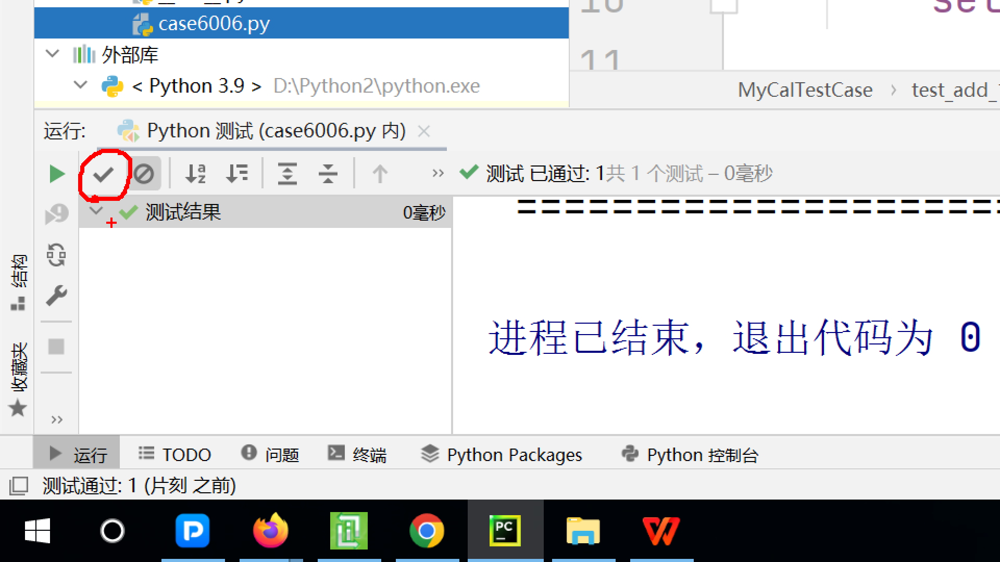 case6006.py
外部库
< Python 3.9 > D:\Python2\python.exe
10
11
MyCalTestCase › test_add_
运行: Python 测试 (case6006.py 内)
测试 已通过: 1共 1 个测试 – 0毫秒
测试结果 0毫秒
进程已结束，退出代码为 0
结构
收藏夹
运行 TODO 问题 终端 Python Packages Python 控制台
测试通过: 1 (片刻 之前)